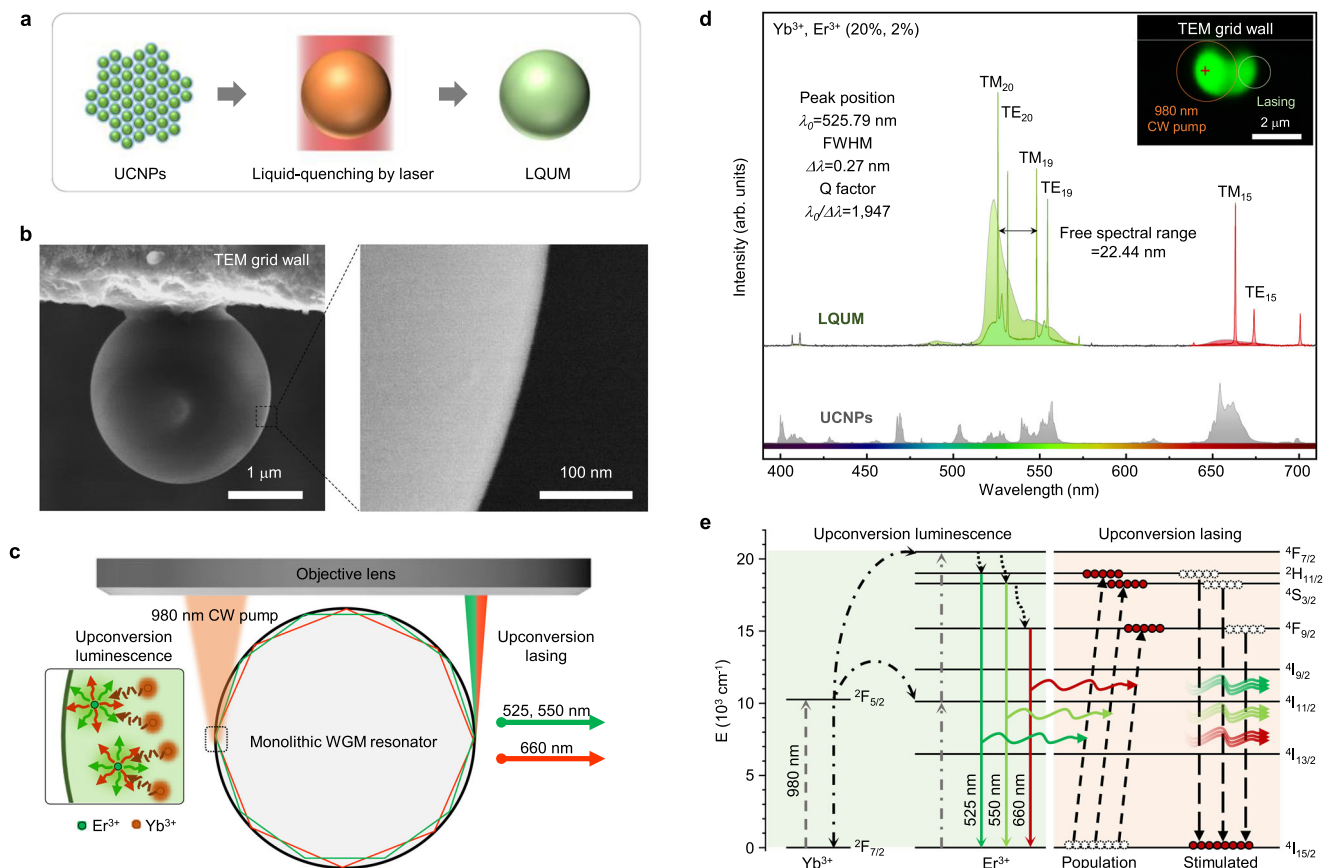 a
UCNPs
Liquid-quenching by laser
LQUM
b
TEM grid wall
1 μm
100 nm
c
Objective lens
980 nm CW pump
Upconversion
luminescence
Upconversion
lasing
525, 550 nm
660 nm
Monolithic WGM resonator
Er³⁺
Yb³⁺
d
Yb³⁺, Er³⁺ (20%, 2%)
TEM grid wall
980 nm
CW pump
Lasing
2 μm
Peak position
λ₀=525.79 nm
FWHM
Δλ=0.27 nm
Q factor
λ₀/Δλ=1,947
TM₂₀
TE₂₀
TM₁₉
TE₁₉
TM₁₅
TE₁₅
Free spectral range
=22.44 nm
LQUM
UCNPs
Intensity (arb. units)
400 450 500 550 600 650 700
Wavelength (nm)
e
Upconversion luminescence
Upconversion lasing
E (10³ cm⁻¹)
20
15
10
5
0
²F₅/₂
²F₇/₂
980 nm
525 nm
550 nm
660 nm
⁴F₇/₂
²H₁₁/₂
⁴S₃/₂
⁴F₉/₂
⁴I₉/₂
⁴I₁₁/₂
⁴I₁₃/₂
⁴I₁₅/₂
Yb³⁺
Er³⁺
Population
Stimulated